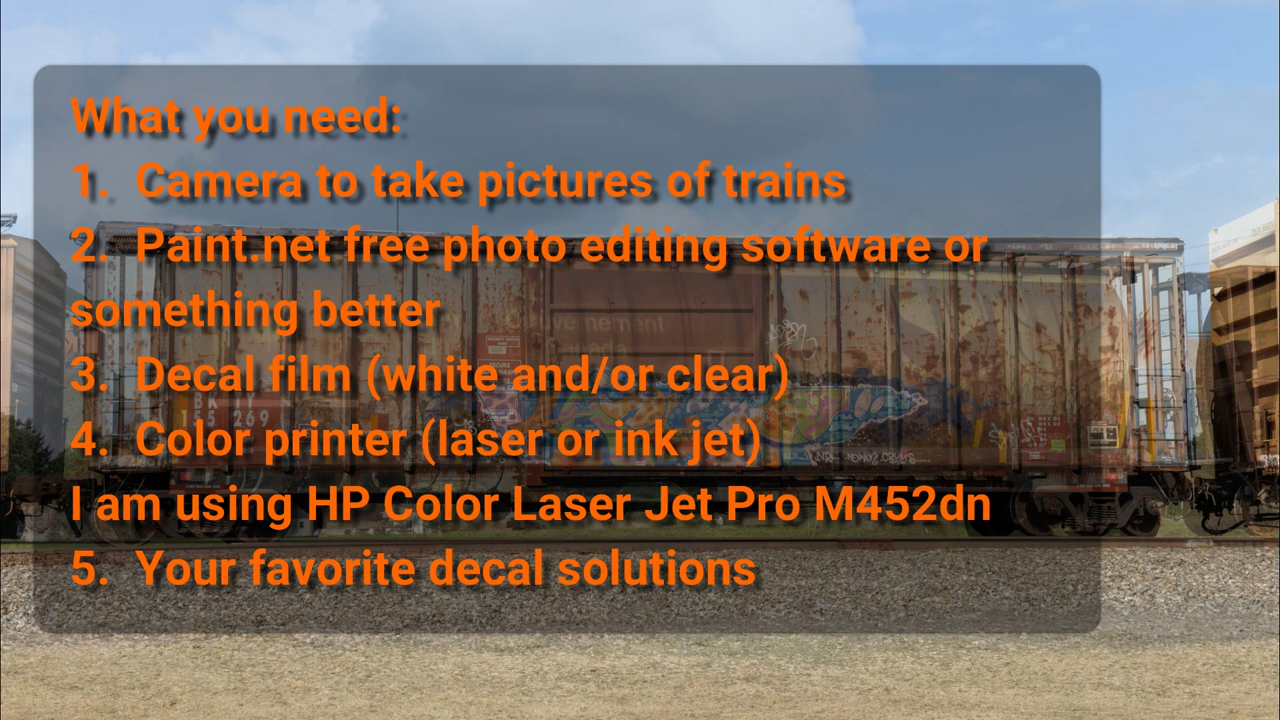 What you need:
1. Camera to take pictures of trains
2. Paint.net free photo editing software or
something better
3. Decal film (white and/or clear)
4. Color printer (laser or ink jet)
I am using HP Color Laser Jet Pro M452dn
5. Your favorite decal solutions
155 269